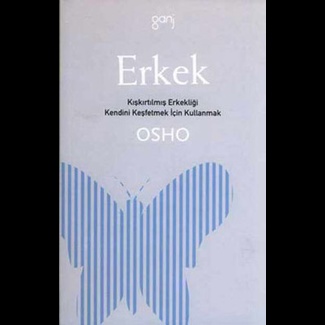 ganj
Erkek
Kışkırtılmış Erkekliği
Kendini Keşfetmek İçin Kullanmak
OSHO